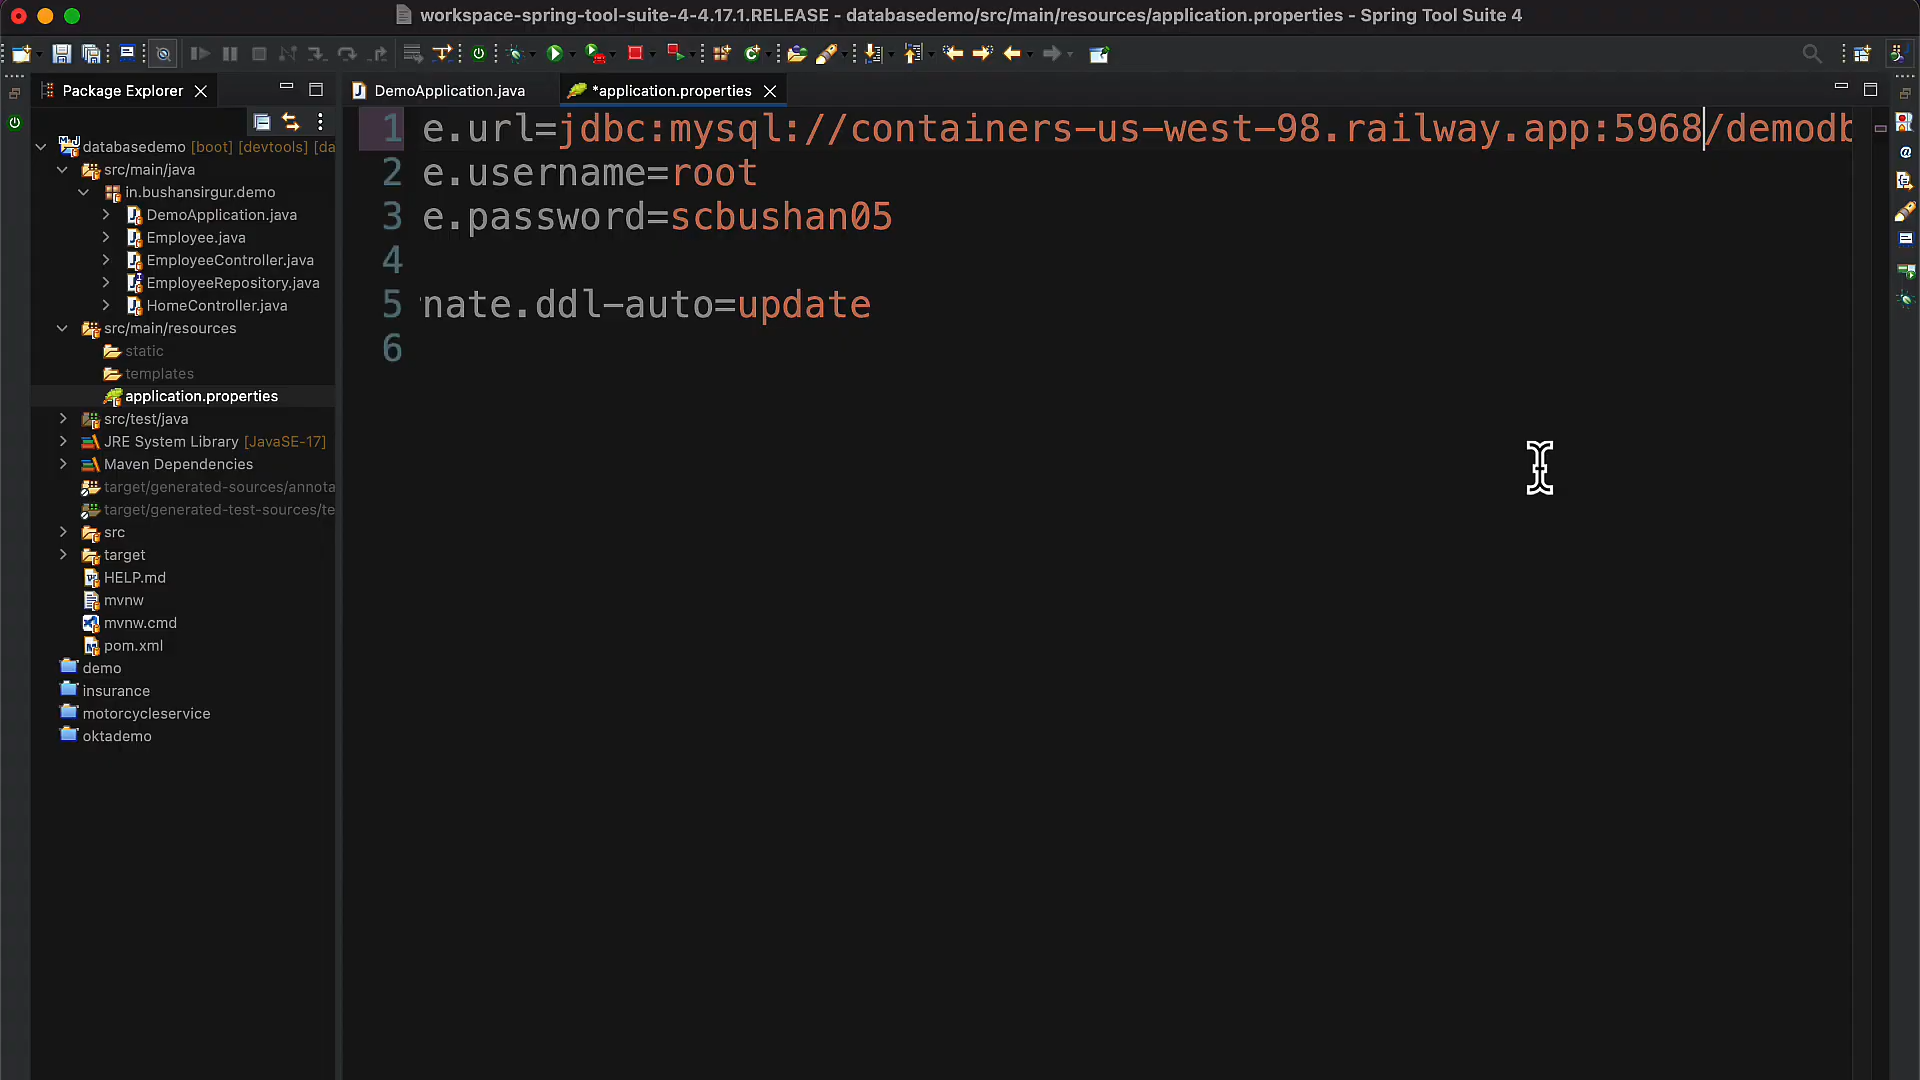 workspace-spring-tool-suite-4-4.17.1.RELEASE - databasedemo/src/main/resources/application.properties - Spring Tool Suite 4
Package Explorer
DemoApplication.java
*application.properties
databasedemo [boot] [devtools] [da
src/main/java
in.bushansirgur.demo
DemoApplication.java
Employee.java
EmployeeController.java
EmployeeRepository.java
HomeController.java
src/main/resources
static
templates
application.properties
src/test/java
JRE System Library [JavaSE-17]
Maven Dependencies
target/generated-sources/annota
target/generated-test-sources/te
src
target
HELP.md
mvnw
mvnw.cmd
pom.xml
demo
insurance
motorcycleservice
oktademo
1 e.url=jdbc:mysql://containers-us-west-98.railway.app:5968/demodb
2 e.username=root
3 e.password=scbushan05
4
5 nate.ddl-auto=update
6